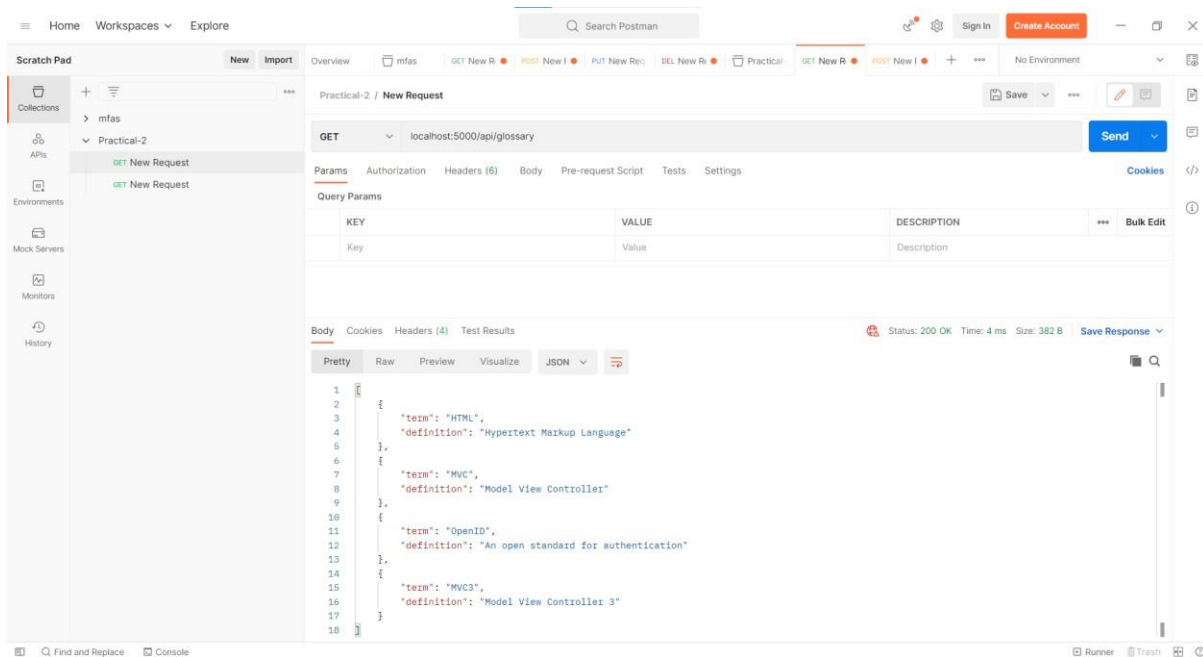 Home Workspaces Explore Search Postman Sign In Create Account
Scratch Pad New Import Overview mfas GET New R POST New I PUT New Req DEL New Re Practical- GET New R POST New I No Environment
Collections
APIs
Environments
Mock Servers
Monitors
History
mfas
Practical-2
GET New Request
GET New Request
Practical-2 / New Request Save
GET localhost:5000/api/glossary Send
Params Authorization Headers (6) Body Pre-request Script Tests Settings Cookies
Query Params
KEY VALUE DESCRIPTION Bulk Edit
Key Value Description
Body Cookies Headers (4) Test Results Status: 200 OK Time: 4 ms Size: 382 B Save Response
Pretty Raw Preview Visualize JSON
1 [
2 {
3 "term": "HTML",
4 "definition": "Hypertext Markup Language"
5 },
6 {
7 "term": "MVC",
8 "definition": "Model View Controller"
9 },
10 {
11 "term": "OpenID",
12 "definition": "An open standard for authentication"
13 },
14 {
15 "term": "MVC3",
16 "definition": "Model View Controller 3"
17 }
18 ]
Find and Replace Console Runner Trash